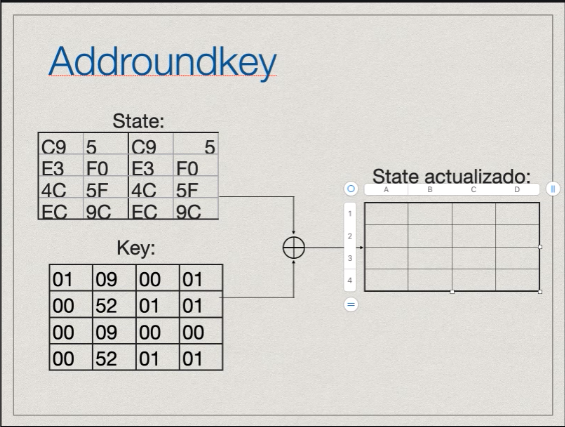 Addroundkey
State:
C9 5 C9 5
E3 F0 E3 F0
4C 5F 4C 5F
EC 9C EC 9C
State actualizado:
A B C D
1
2
3
4
Key:
01 09 00 01
00 52 01 01
00 09 00 00
00 52 01 01